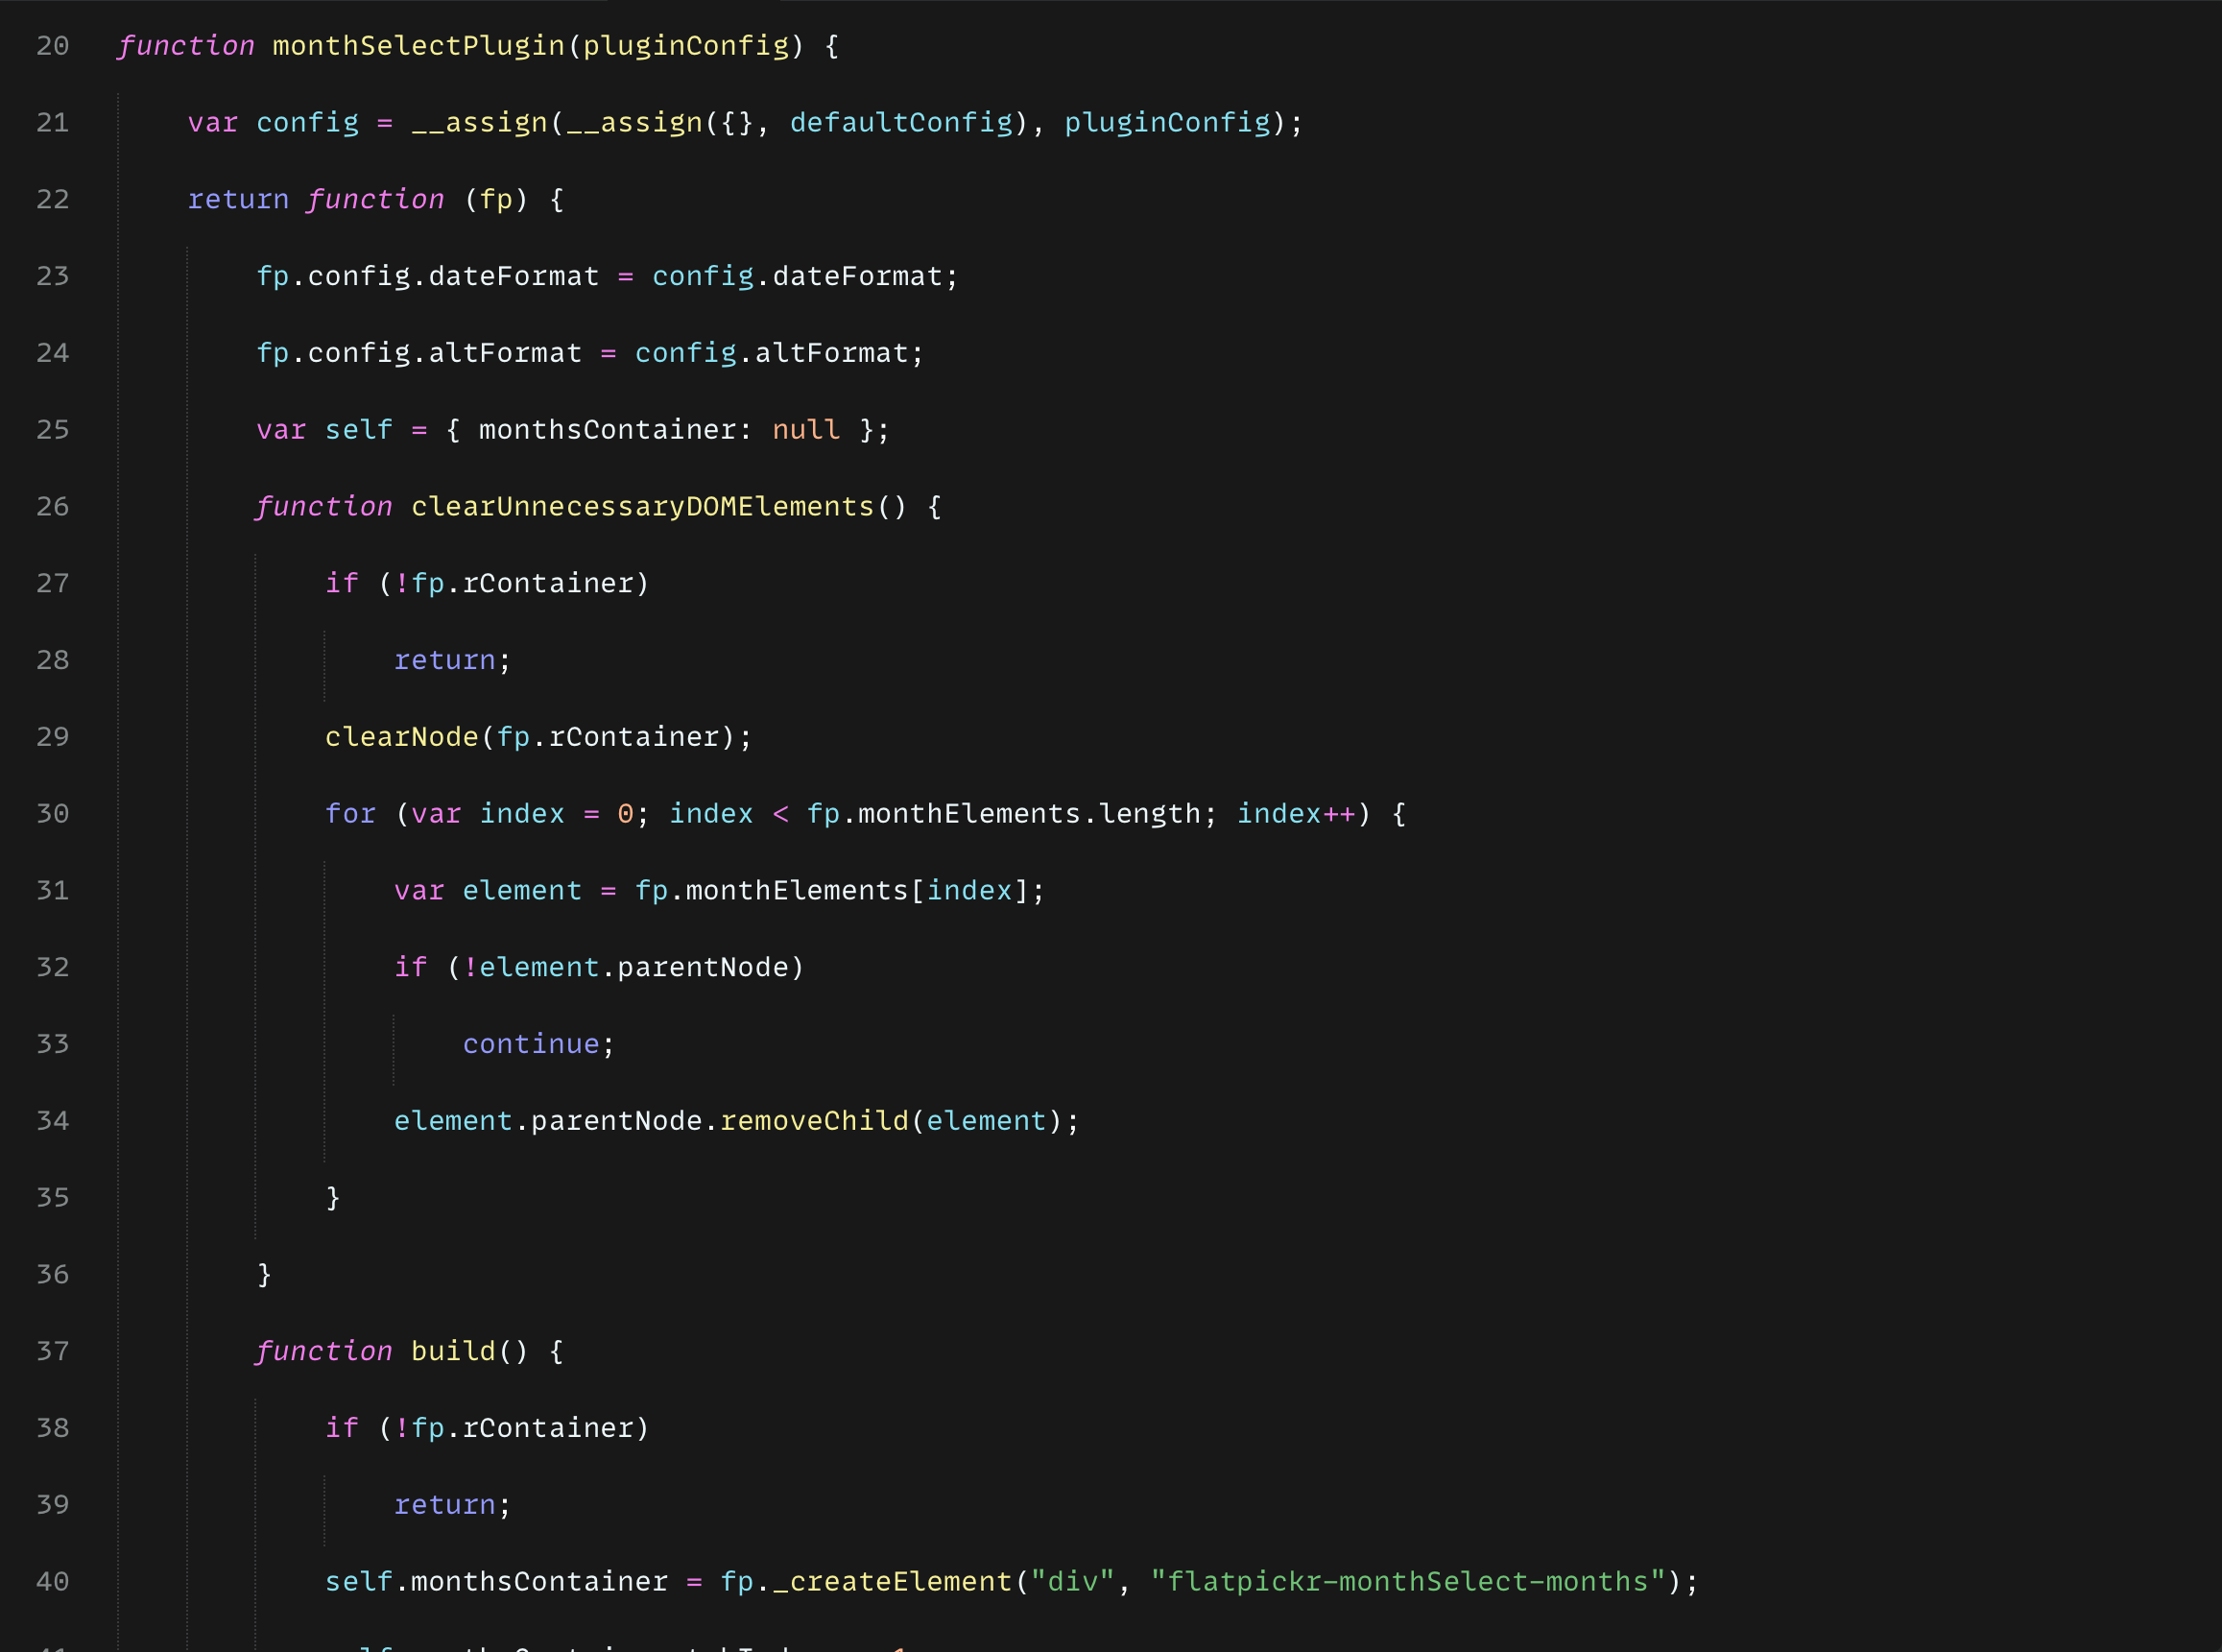 20 function monthSelectPlugin(pluginConfig) {
21 var config = __assign(__assign({}, defaultConfig), pluginConfig);
22 return function (fp) {
23 fp.config.dateFormat = config.dateFormat;
24 fp.config.altFormat = config.altFormat;
25 var self = { monthsContainer: null };
26 function clearUnnecessaryDOMElements() {
27 if (!fp.rContainer)
28 return;
29 clearNode(fp.rContainer);
30 for (var index = 0; index < fp.monthElements.length; index++) {
31 var element = fp.monthElements[index];
32 if (!element.parentNode)
33 continue;
34 element.parentNode.removeChild(element);
35 }
36 }
37 function build() {
38 if (!fp.rContainer)
39 return;
40 self.monthsContainer = fp._createElement("div", "flatpickr-monthSelect-months");